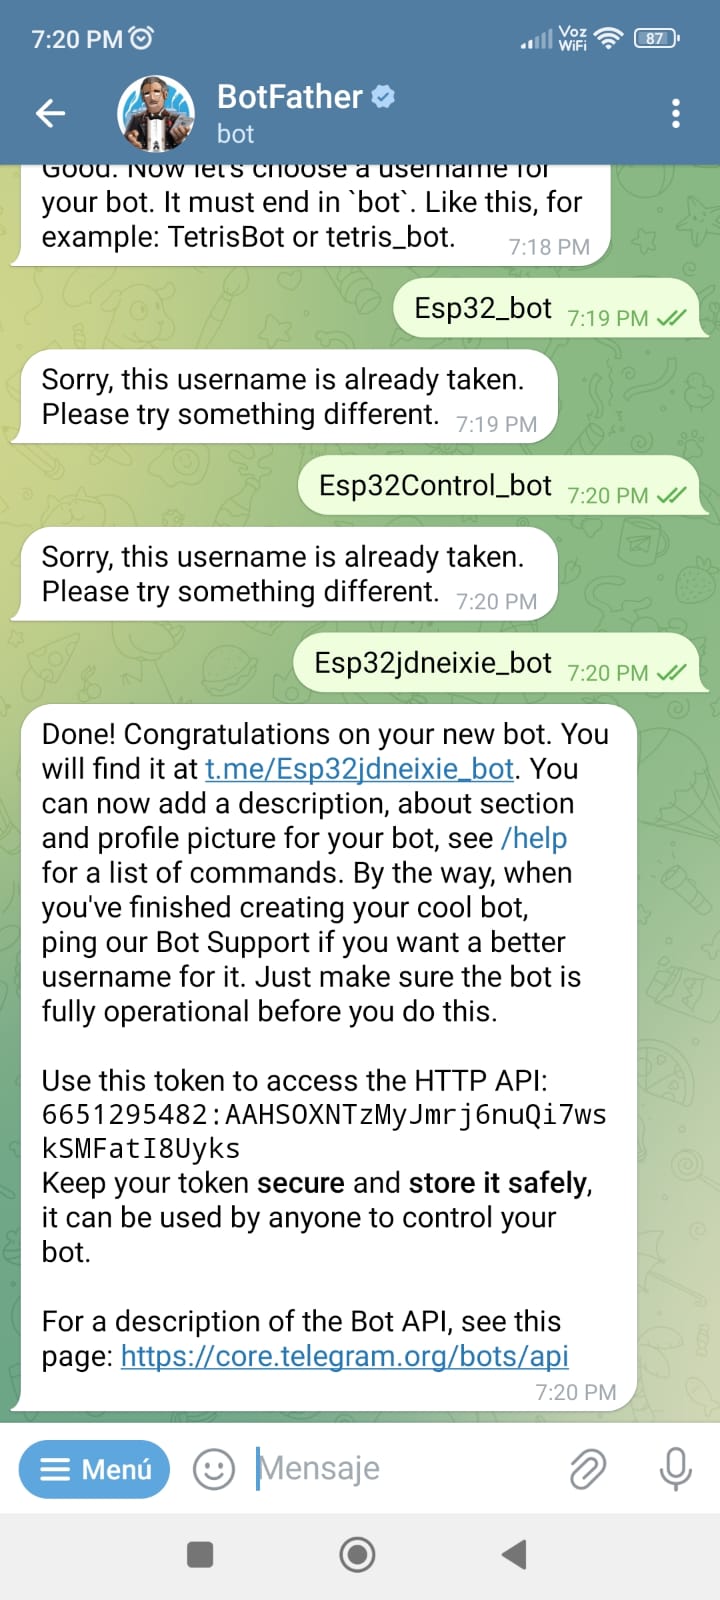 7:20 PM
Voz
WiFi
87
BotFather
bot
Good. Now let's choose a username for
your bot. It must end in `bot`. Like this, for
example: TetrisBot or tetris_bot.
7:18 PM
Esp32_bot
7:19 PM
Sorry, this username is already taken.
Please try something different.
7:19 PM
Esp32Control_bot
7:20 PM
Sorry, this username is already taken.
Please try something different.
7:20 PM
Esp32jdneixie_bot
7:20 PM
Done! Congratulations on your new bot. You
will find it at t.me/Esp32jdneixie_bot. You
can now add a description, about section
and profile picture for your bot, see /help
for a list of commands. By the way, when
you've finished creating your cool bot,
ping our Bot Support if you want a better
username for it. Just make sure the bot is
fully operational before you do this.
Use this token to access the HTTP API:
6651295482:AAHSOXNTzMyJmrj6nuQi7ws
kSMFatI8Uyks
Keep your token secure and store it safely,
it can be used by anyone to control your
bot.
For a description of the Bot API, see this
page: https://core.telegram.org/bots/api
7:20 PM
Menú
Mensaje